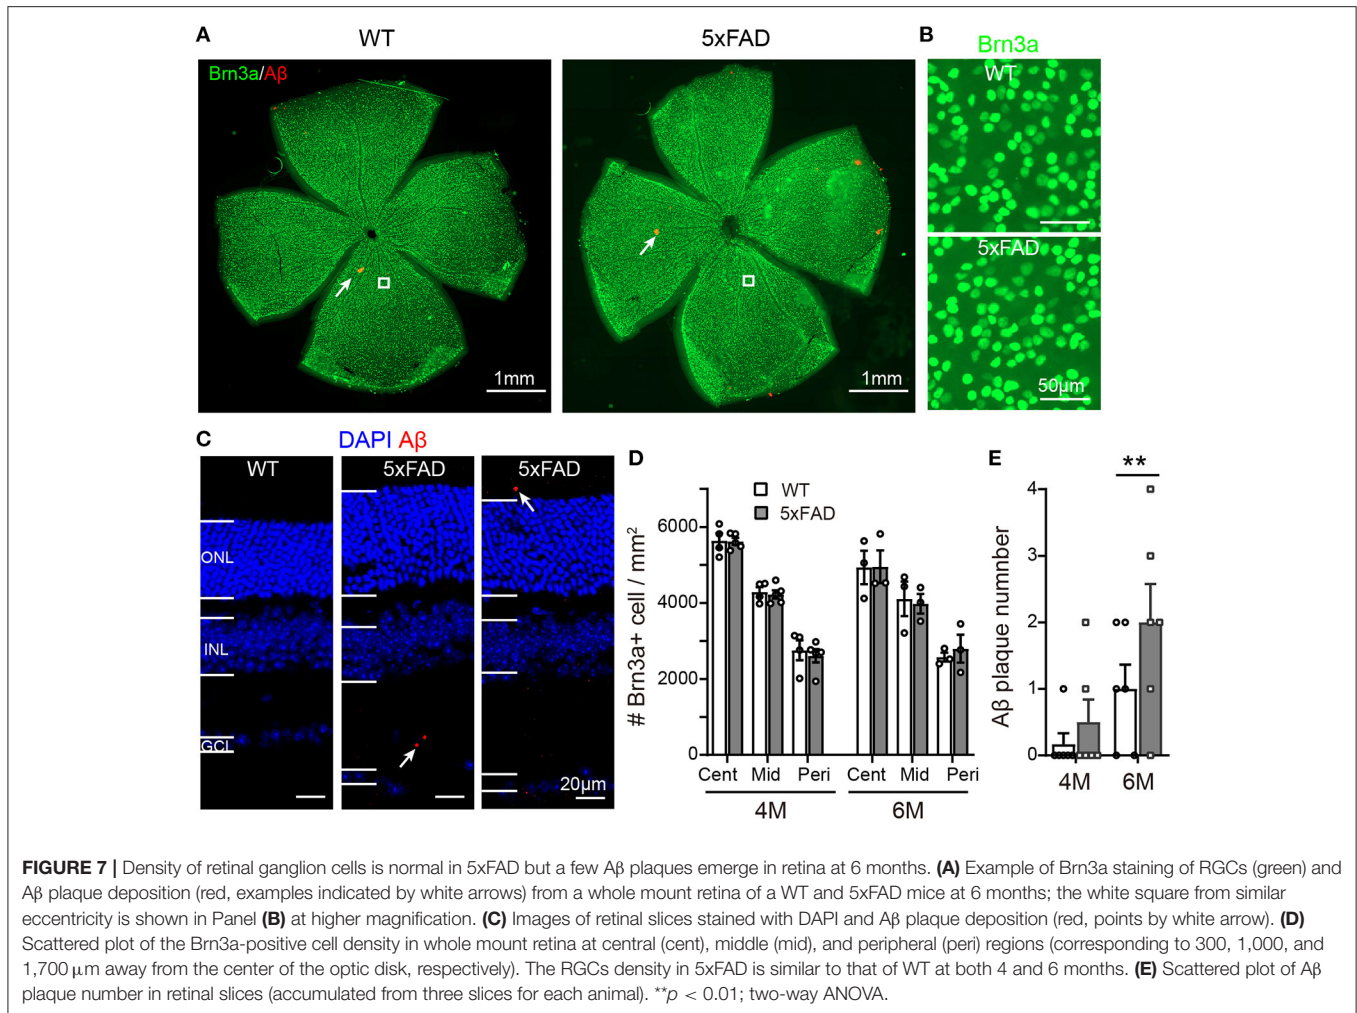 A
WT
5xFAD
B
Brn3a
Brn3a/Aβ
WT
5xFAD
1mm
1mm
50µm
C
DAPI Aβ
D
E
WT
5xFAD
5xFAD
ONL
INL
GCL
20µm
# Brn3a+ cell / mm²
6000
4000
2000
0
WT
5xFAD
Cent
Mid
Peri
Cent
Mid
Peri
4M
6M
Aβ plaque numnber
**
4
3
2
1
0
4M
6M
FIGURE 7 | Density of retinal ganglion cells is normal in 5xFAD but a few Aβ plaques emerge in retina at 6 months. (A) Example of Brn3a staining of RGCs (green) and
Aβ plaque deposition (red, examples indicated by white arrows) from a whole mount retina of a WT and 5xFAD mice at 6 months; the white square from similar
eccentricity is shown in Panel (B) at higher magnification. (C) Images of retinal slices stained with DAPI and Aβ plaque deposition (red, points by white arrow). (D)
Scattered plot of the Brn3a-positive cell density in whole mount retina at central (cent), middle (mid), and peripheral (peri) regions (corresponding to 300, 1,000, and
1,700 µm away from the center of the optic disk, respectively). The RGCs density in 5xFAD is similar to that of WT at both 4 and 6 months. (E) Scattered plot of Aβ
plaque number in retinal slices (accumulated from three slices for each animal). **p < 0.01; two-way ANOVA.